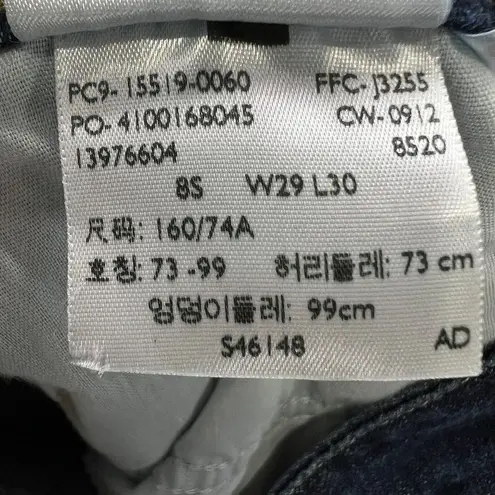 PC9-15519-0060 FFC-J3255
PO-4100168045 CW-0912
13976604 8520
8S W29 L30
尺码: 160/74A
호칭: 73-99 허리둘레: 73 cm
엉덩이둘레: 99cm
S46148 AD